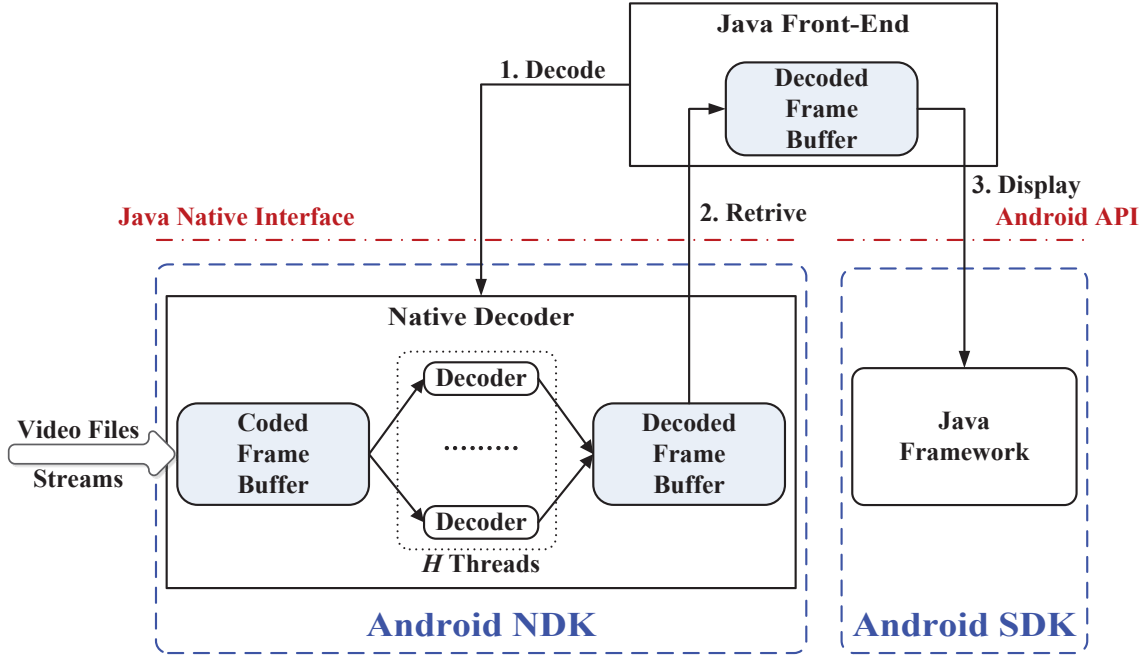 Java Front-End
1. Decode
Decoded
Frame
Buffer
3. Display
2. Retrive
Java Native Interface
Android API
Native Decoder
Decoder
Video Files
Streams
Coded
Frame
Buffer
.........
Decoded
Frame
Buffer
Java
Framework
Decoder
H Threads
Android NDK
Android SDK